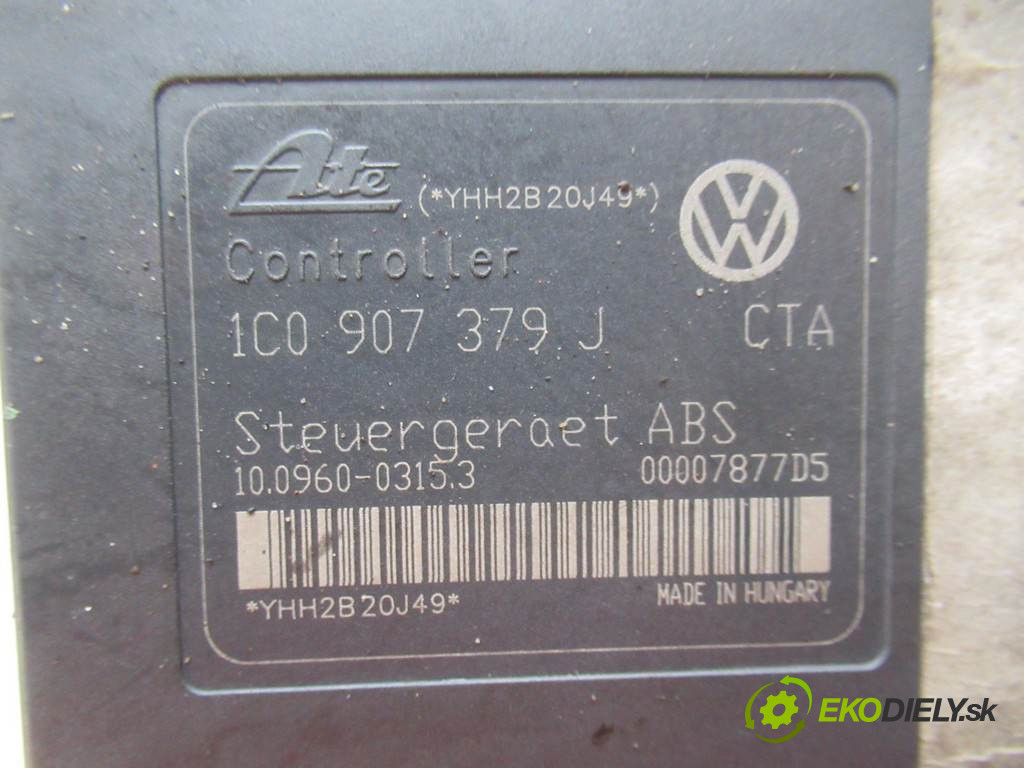 Ate (*YHH2B20J49*)
Controller
1C0 907 379 J CTA
Steuergeraet ABS
10.0960-0315.3 00007877D5
*YHH2B20J49* MADE IN HUNGARY
EKODIELY.sk